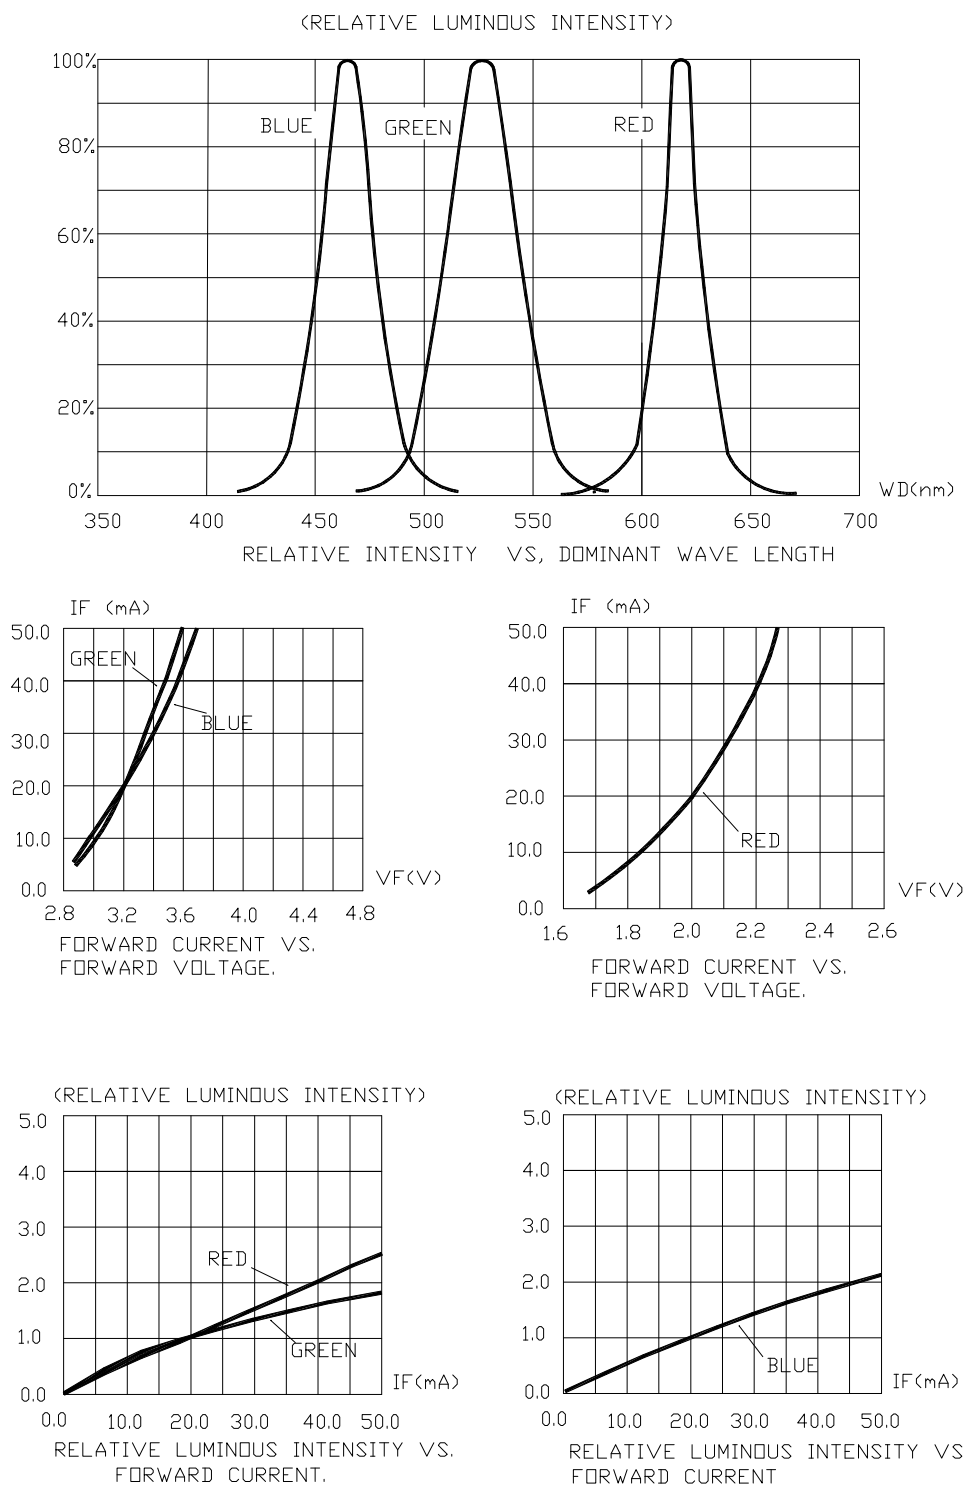 (RELATIVE LUMINOUS INTENSITY)
100%
80%
60%
40%
20%
0%
BLUE
GREEN
RED
WD(nm)
350 400 450 500 550 600 650 700
RELATIVE INTENSITY VS, DOMINANT WAVE LENGTH
IF (mA)
50.0
40.0
30.0
20.0
10.0
0.0
GREEN
BLUE
VF(V)
2.8 3.2 3.6 4.0 4.4 4.8
FORWARD CURRENT VS.
FORWARD VOLTAGE.
IF (mA)
50.0
40.0
30.0
20.0
10.0
0.0
RED
VF(V)
1.6 1.8 2.0 2.2 2.4 2.6
FORWARD CURRENT VS.
FORWARD VOLTAGE.
(RELATIVE LUMINOUS INTENSITY)
5.0
4.0
3.0
2.0
1.0
0.0
RED
GREEN
IF(mA)
0.0 10.0 20.0 30.0 40.0 50.0
RELATIVE LUMINOUS INTENSITY VS.
FORWARD CURRENT.
(RELATIVE LUMINOUS INTENSITY)
5.0
4.0
3.0
2.0
1.0
0.0
BLUE
IF(mA)
0.0 10.0 20.0 30.0 40.0 50.0
RELATIVE LUMINOUS INTENSITY VS
FORWARD CURRENT